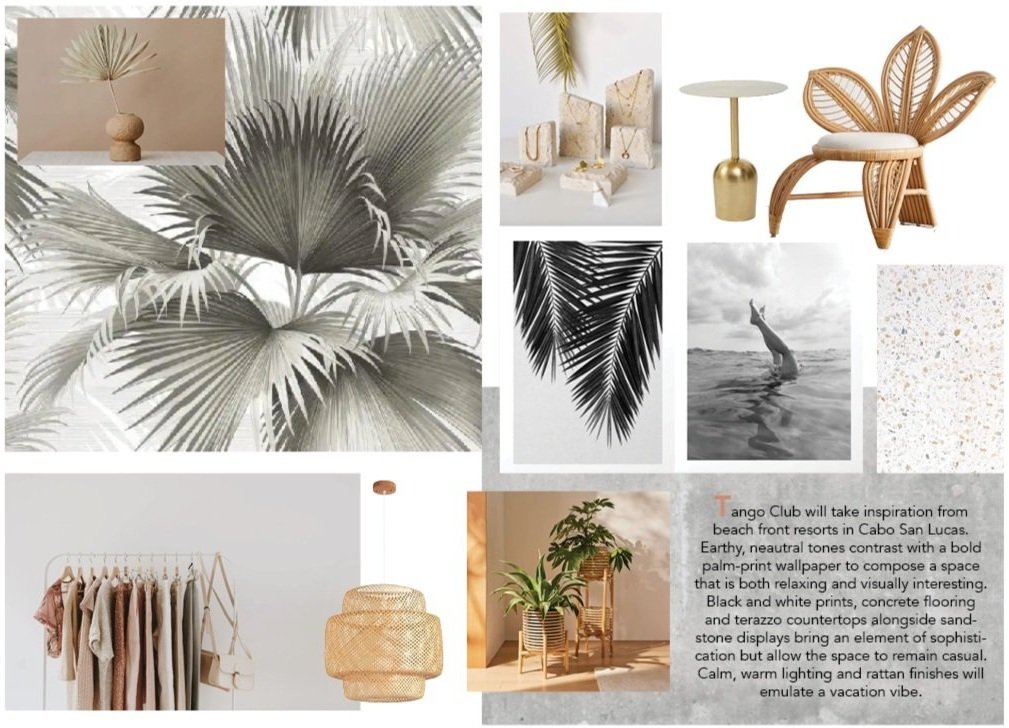 Tango Club will take inspiration from
beach front resorts in Cabo San Lucas.
Earthy, neautral tones contrast with a bold
palm-print wallpaper to compose a space
that is both relaxing and visually interesting.
Black and white prints, concrete flooring
and terazzo countertops alongside sand-
stone displays bring an element of sophisti-
cation but allow the space to remain casual.
Calm, warm lighting and rattan finishes will
emulate a vacation vibe.